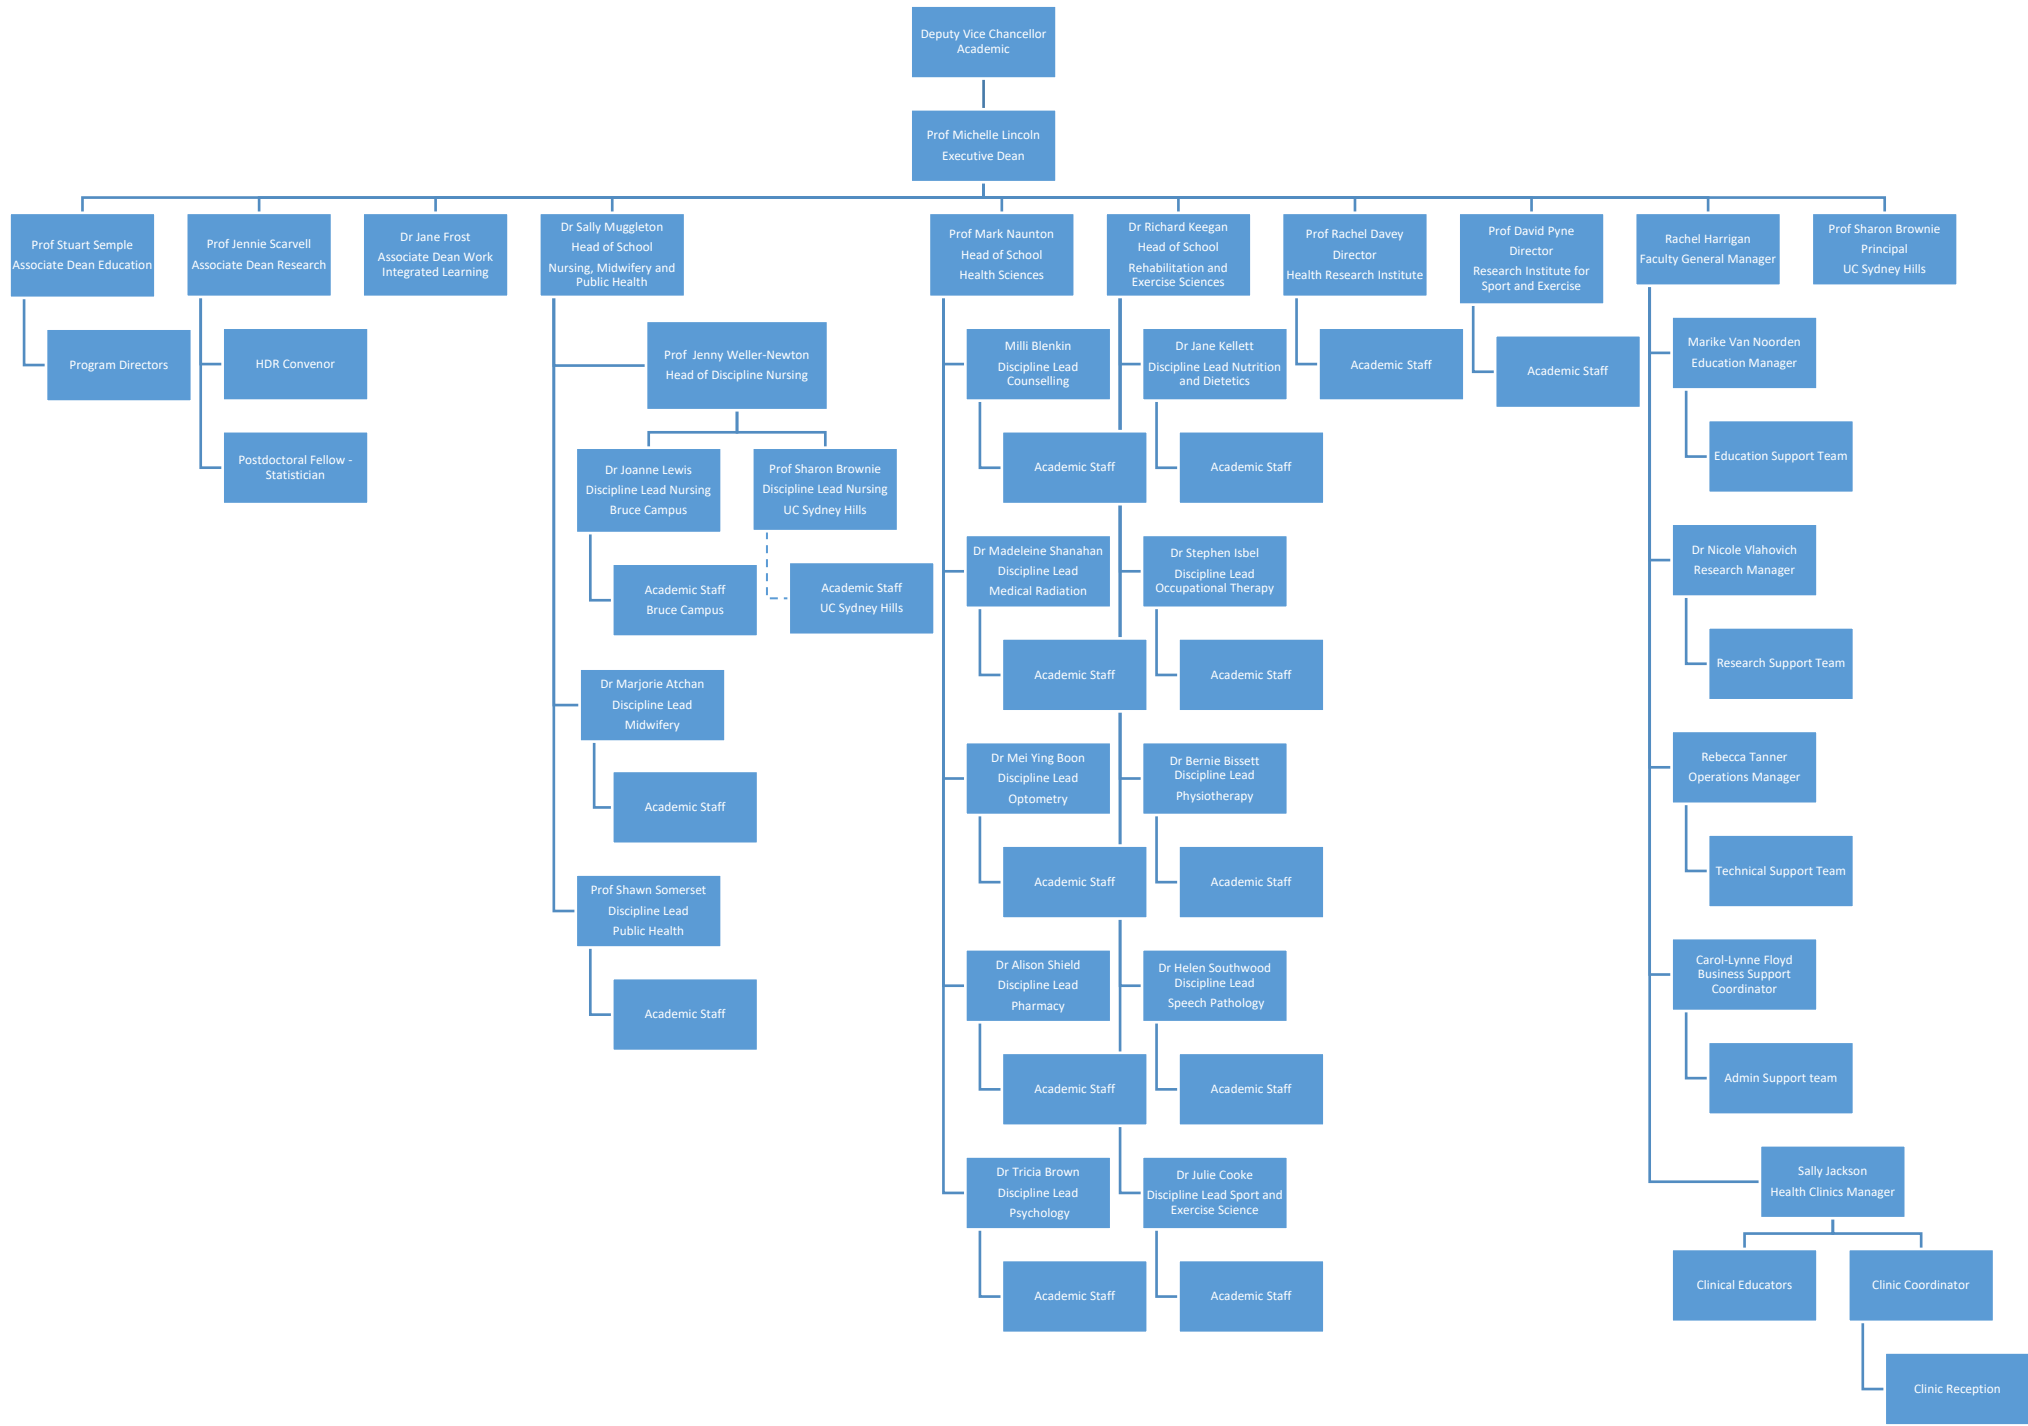 Deputy Vice Chancellor
Academic
Prof Michelle Lincoln
Executive Dean
Prof Stuart Semple
Associate Dean Education
Program Directors
Prof Jennie Scarvell
Associate Dean Research
HDR Convenor
Postdoctoral Fellow -
Statistician
Dr Jane Frost
Associate Dean Work
Integrated Learning
Dr Sally Muggleton
Head of School
Nursing, Midwifery and
Public Health
Prof  Jenny Weller-Newton
Head of Discipline Nursing
Dr Joanne Lewis
Discipline Lead Nursing
Bruce Campus
Academic Staff
Bruce Campus
Prof Sharon Brownie
Discipline Lead Nursing
UC Sydney Hills
Academic Staff
UC Sydney Hills
Dr Marjorie Atchan
Discipline Lead
Midwifery
Academic Staff
Prof Shawn Somerset
Discipline Lead
Public Health
Academic Staff
Prof Mark Naunton
Head of School
Health Sciences
Milli Blenkin
Discipline Lead
Counselling
Academic Staff
Dr Madeleine Shanahan
Discipline Lead
Medical Radiation
Academic Staff
Dr Mei Ying Boon
Discipline Lead
Optometry
Academic Staff
Dr Alison Shield
Discipline Lead
Pharmacy
Academic Staff
Dr Tricia Brown
Discipline Lead
Psychology
Academic Staff
Dr Richard Keegan
Head of School
Rehabilitation and
Exercise Sciences
Dr Jane Kellett
Discipline Lead Nutrition
and Dietetics
Academic Staff
Dr Stephen Isbel
Discipline Lead
Occupational Therapy
Academic Staff
Dr Bernie Bissett
Discipline Lead
Physiotherapy
Academic Staff
Dr Helen Southwood
Discipline Lead
Speech Pathology
Academic Staff
Dr Julie Cooke
Discipline Lead Sport and
Exercise Science
Academic Staff
Prof Rachel Davey
Director
Health Research Institute
Academic Staff
Prof David Pyne
Director
Research Institute for
Sport and Exercise
Academic Staff
Rachel Harrigan
Faculty General Manager
Marike Van Noorden
Education Manager
Education Support Team
Dr Nicole Vlahovich
Research Manager
Research Support Team
Rebecca Tanner
Operations Manager
Technical Support Team
Carol-Lynne Floyd
Business Support
Coordinator
Admin Support team
Sally Jackson
Health Clinics Manager
Clinical Educators
Clinic Coordinator
Clinic Reception
Prof Sharon Brownie
Principal
UC Sydney Hills